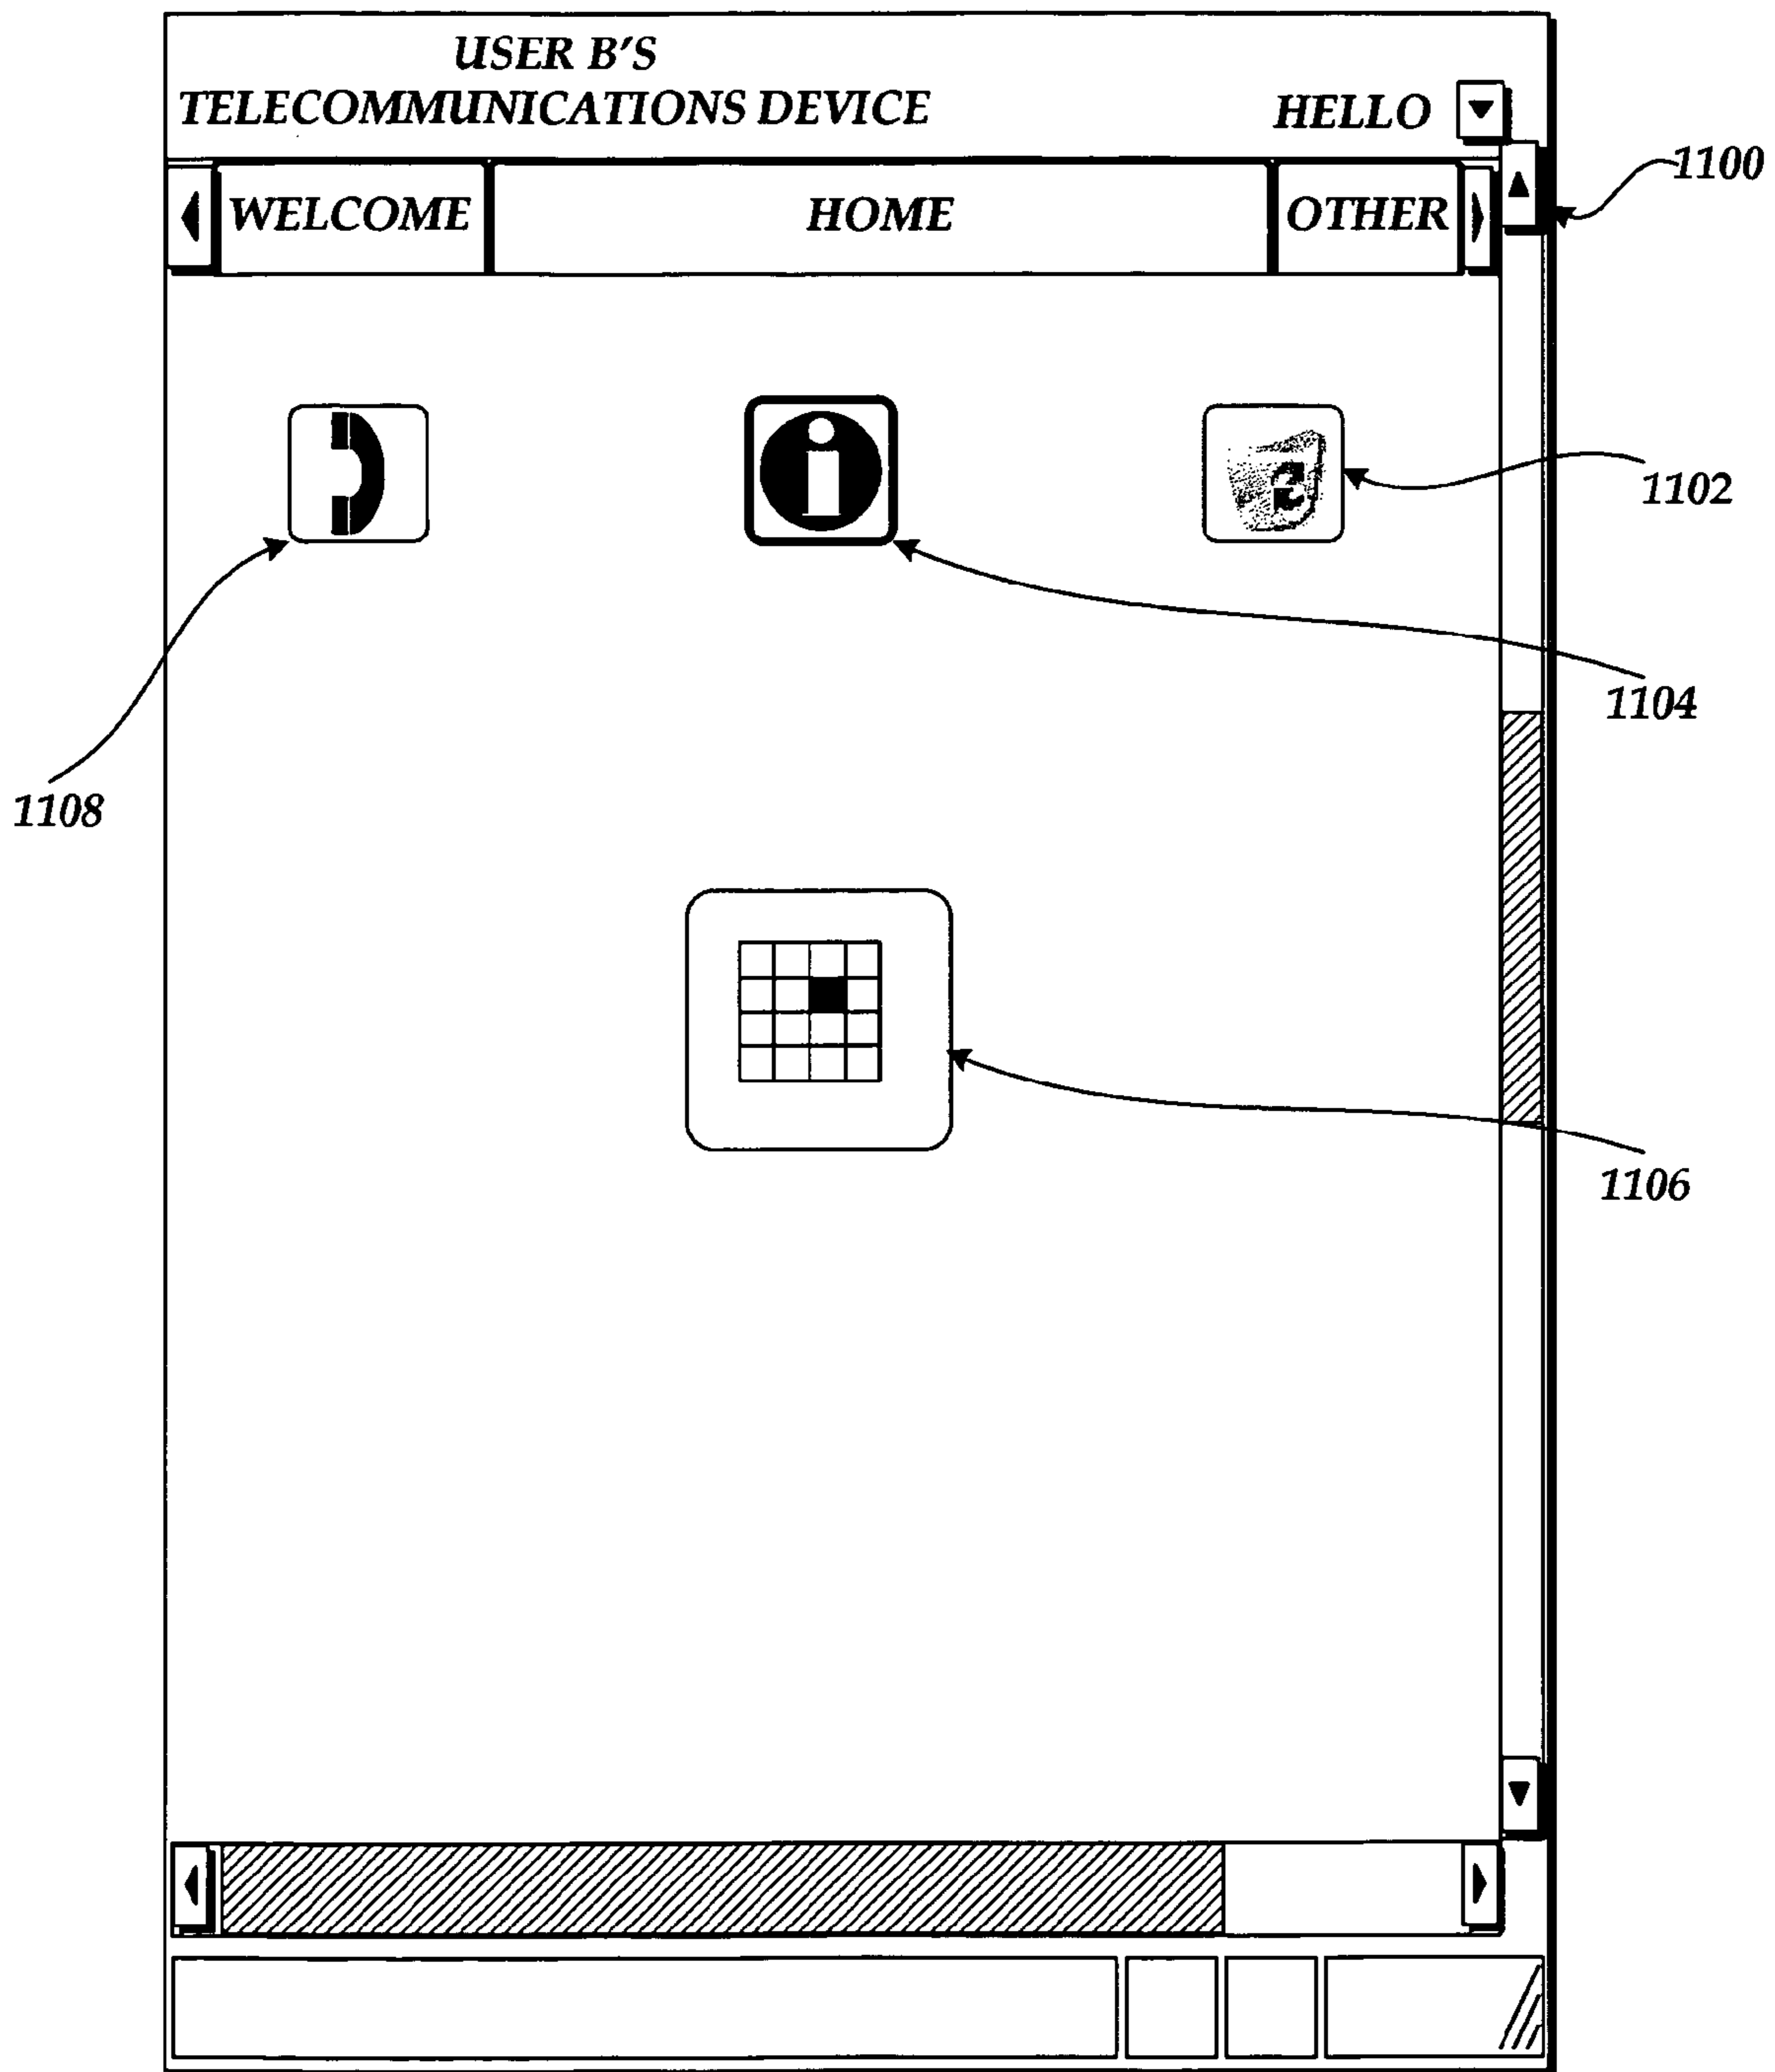 USER B'S
TELECOMMUNICATIONS DEVICE
HELLO
WELCOME
HOME
OTHER
1100
i
1102
1104
1108
1106